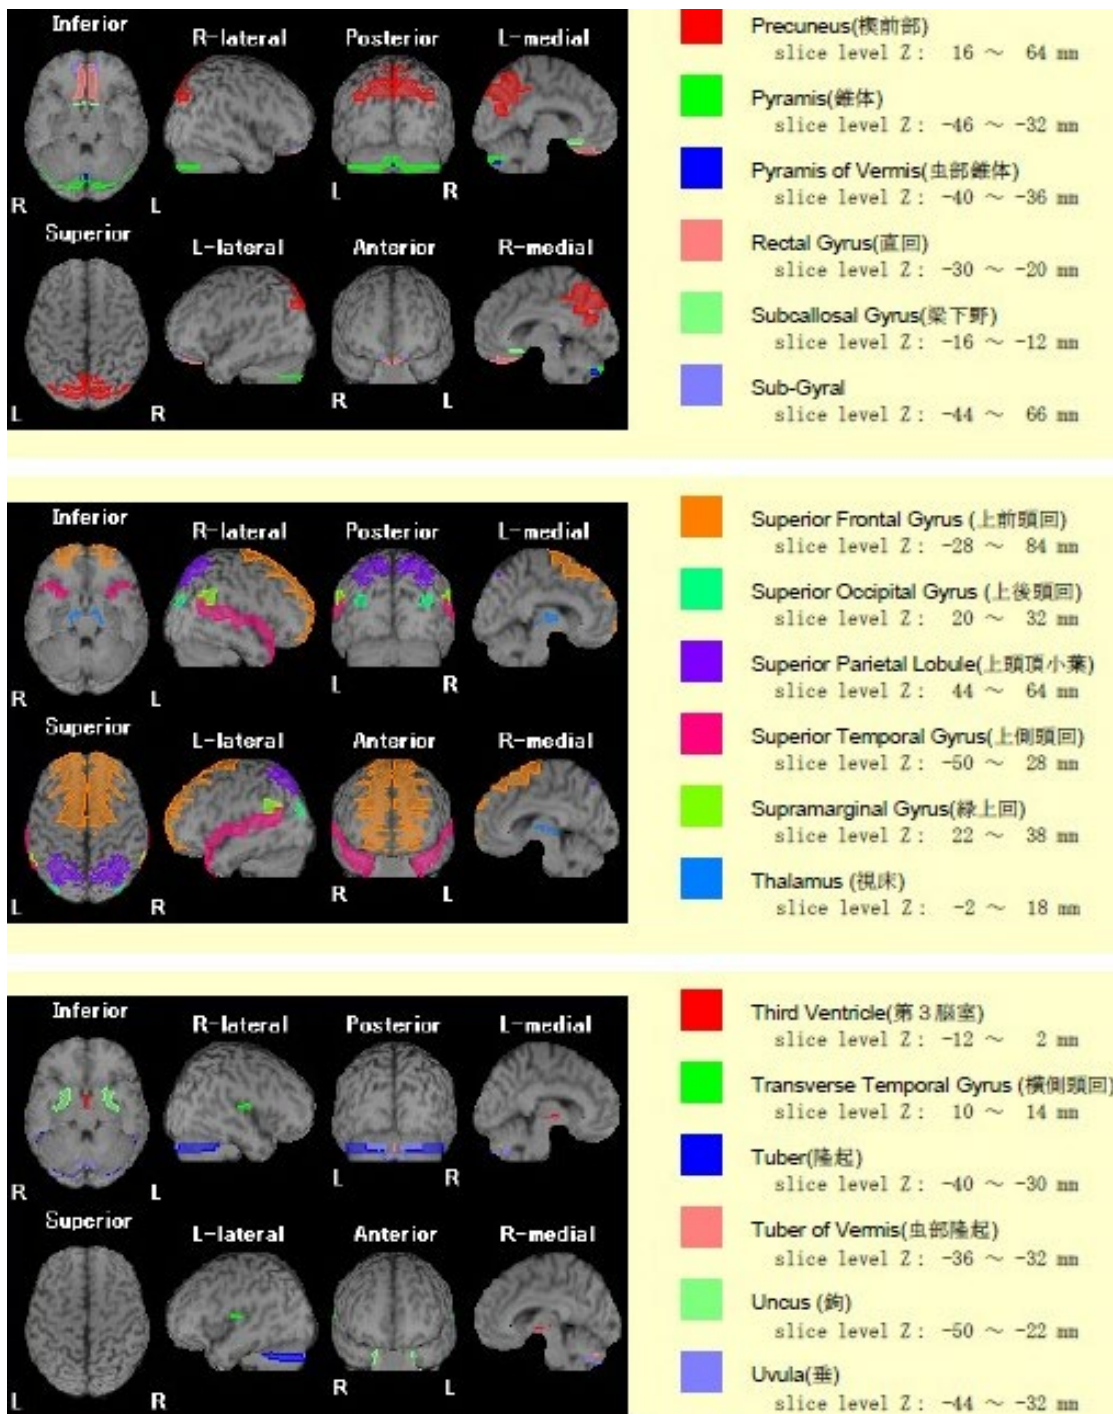 Inferior
R-lateral
Posterior
L-medial
R
L
L
R
Superior
L-lateral
Anterior
R-medial
L
R
R
L
Precuneus(楔前部)
slice level Z： 16 ～ 64 mm
Pyramis(錐体)
slice level Z： -46 ～ -32 mm
Pyramis of Vermis(虫部錐体)
slice level Z： -40 ～ -36 mm
Rectal Gyrus(直回)
slice level Z： -30 ～ -20 mm
Subcallosal Gyrus(梁下野)
slice level Z： -16 ～ -12 mm
Sub-Gyral
slice level Z： -44 ～ 66 mm
Inferior
R-lateral
Posterior
L-medial
R
L
L
R
Superior
L-lateral
Anterior
R-medial
L
R
R
L
Superior Frontal Gyrus (上前頭回)
slice level Z： -28 ～ 84 mm
Superior Occipital Gyrus (上後頭回)
slice level Z： 20 ～ 32 mm
Superior Parietal Lobule(上頭頂小葉)
slice level Z： 44 ～ 64 mm
Superior Temporal Gyrus(上側頭回)
slice level Z： -50 ～ 28 mm
Supramarginal Gyrus(縁上回)
slice level Z： 22 ～ 38 mm
Thalamus (視床)
slice level Z： -2 ～ 18 mm
Inferior
R-lateral
Posterior
L-medial
R
L
L
R
Superior
L-lateral
Anterior
R-medial
L
R
R
L
Third Ventricle(第３脳室)
slice level Z： -12 ～ 2 mm
Transverse Temporal Gyrus (横側頭回)
slice level Z： 10 ～ 14 mm
Tuber(隆起)
slice level Z： -40 ～ -30 mm
Tuber of Vermis(虫部隆起)
slice level Z： -36 ～ -32 mm
Uncus (鉤)
slice level Z： -50 ～ -22 mm
Uvula(垂)
slice level Z： -44 ～ -32 mm